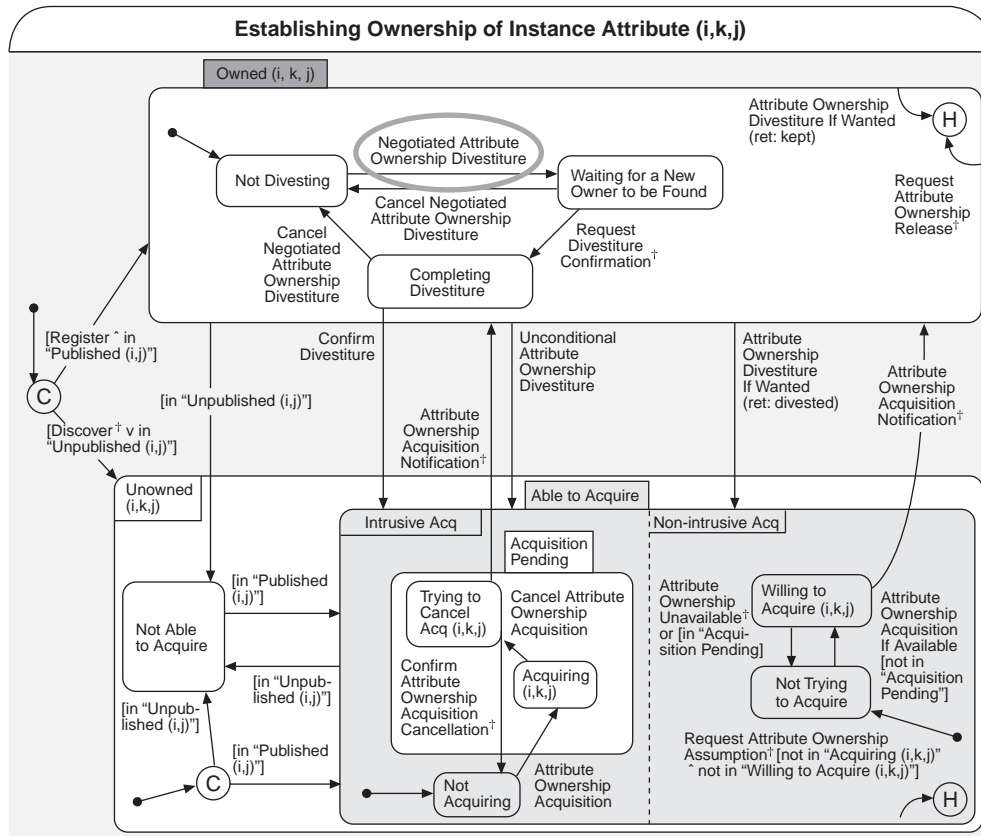 Establishing Ownership of Instance Attribute (i,k,j)
Owned (i, k, j)
Attribute Ownership
Divestiture If Wanted
(ret: kept)
H
Negotiated Attribute
Ownership Divestiture
Not Divesting
Waiting for a New
Owner to be Found
Cancel Negotiated
Attribute Ownership
Divestiture
Request
Attribute
Ownership
Release†
Cancel
Negotiated
Attribute
Ownership
Divestiture
Request
Divestiture
Confirmation†
Completing
Divestiture
[Register ˆ in
“Published (i,j)”]
C
[Discover† v in
“Unpublished (i,j)”]
[in “Unpublished (i,j)”]
Confirm
Divestiture
Attribute
Ownership
Acquisition
Notification†
Unconditional
Attribute
Ownership
Divestiture
Attribute
Ownership
Divestiture
If Wanted
(ret: divested)
Attribute
Ownership
Acquisition
Notification†
Unowned
(i,k,j)
Able to Acquire
Intrusive Acq
Non-intrusive Acq
Acquisition
Pending
Not Able
to Acquire
[in “Published
(i,j)”]
[in “Unpub-
lished (i,j)”]
[in “Unpub-
lished (i,j)”]
[in “Published
(i,j)”]
C
Trying to
Cancel
Acq (i,k,j)
Cancel Attribute
Ownership
Acquisition
Confirm
Attribute
Ownership
Acquisition
Cancellation†
Acquiring
(i,k,j)
Not
Acquiring
Attribute
Ownership
Acquisition
Attribute
Ownership
Unavailable†
or [in “Acqui-
sition Pending]
Willing to
Acquire (i,k,j)
Attribute
Ownership
Acquisition
If Available
[not in
“Acquisition
Pending”]
Not Trying
to Acquire
Request Attribute Ownership
Assumption† [not in “Acquiring (i,k,j)”
ˆ not in “Willing to Acquire (i,k,j)”]
H